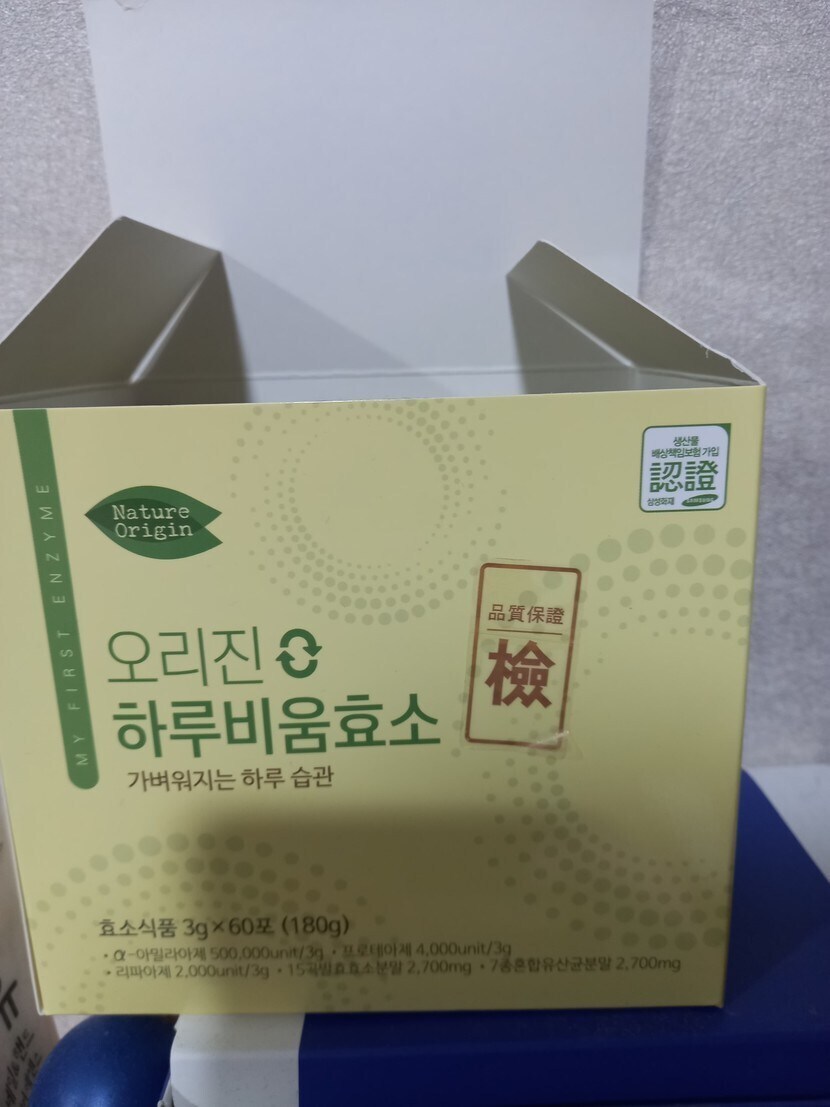 MY FIRST ENZYME
Nature
Origin
생산물
배상책임보험 가입
認證
삼성화재 SAMSUNG
品質保證
檢
오리진
하루비움효소
가벼워지는 하루 습관
효소식품 3g×60포 (180g)
· α-아밀라아제 500,000unit/3g · 프로테아제 4,000unit/3g
· 리파아제 2,000unit/3g · 15곡발효효소분말 2,700mg · 7종혼합유산균분말 2,700mg